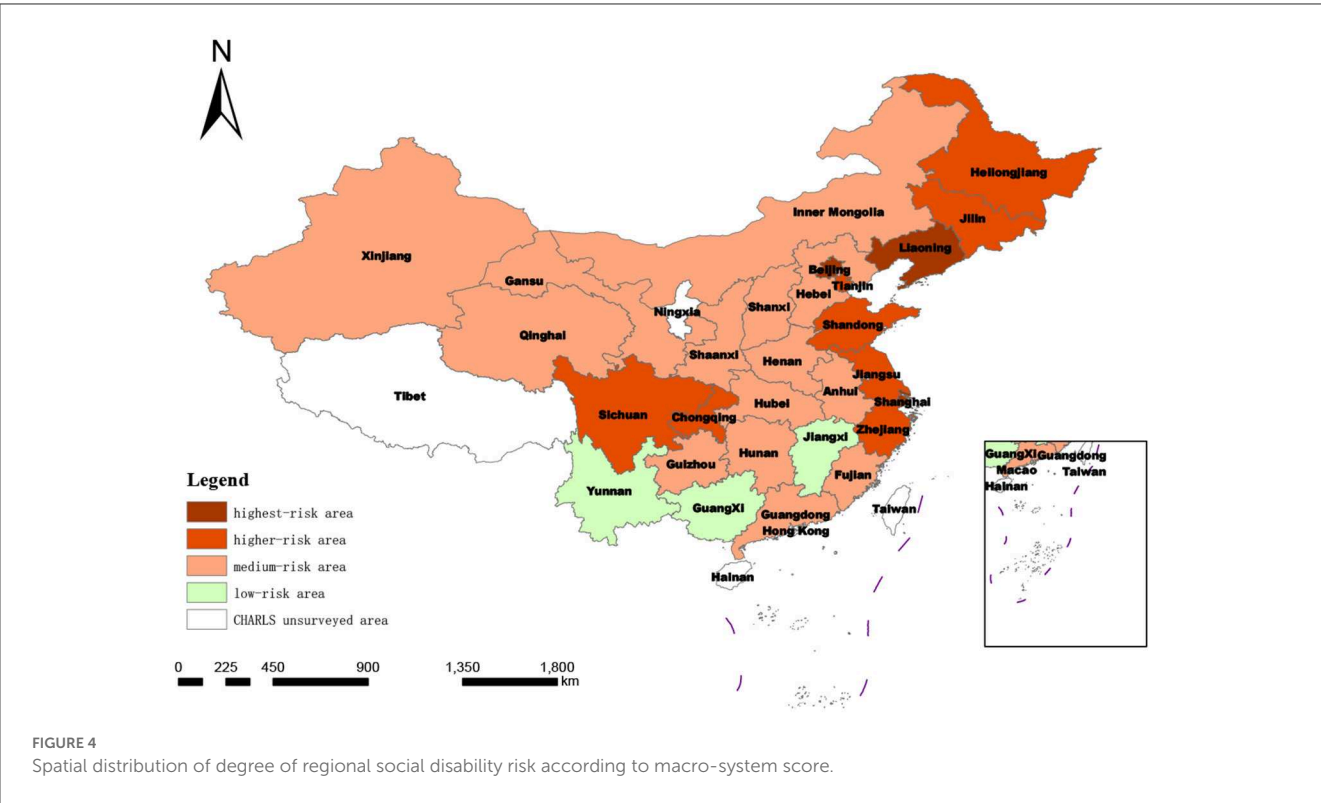 N
Heilongjiang
Jilin
Inner Mongolia
Liaoning
Xinjiang
Beijing
Gansu
Tianjin
Hebei
Ningxia
Shanxi
Shandong
Qinghai
Shaanxi
Henan
Jiangsu
Anhui
Tibet
Hubei
Shanghai
Sichuan
Chongqing
Zhejiang
Jiangxi
Hunan
GuangXi Guangdong
Guizhou
Macao Taiwan
Fujian
Hainan
Legend
Yunnan
GuangXi
Taiwan
Guangdong
highest-risk area
Hong Kong
higher-risk area
medium-risk area
Hainan
low-risk area
CHARLS unsurveyed area
0 225 450 900 1,350 1,800
km
FIGURE 4
Spatial distribution of degree of regional social disability risk according to macro-system score.